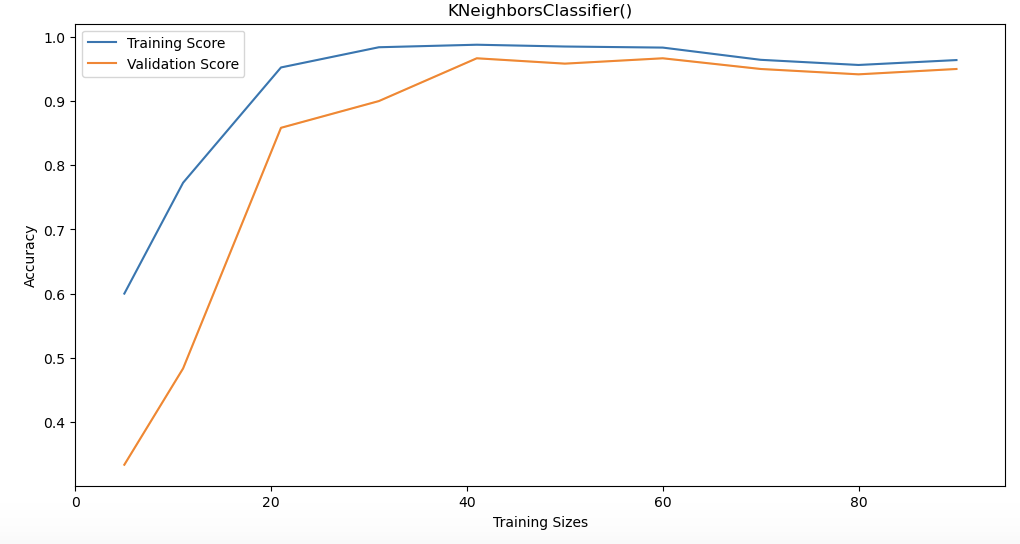 KNeighborsClassifier()
Training Score
Validation Score
1.0
0.9
0.8
0.7
0.6
0.5
0.4
Accuracy
0
20
40
60
80
Training Sizes